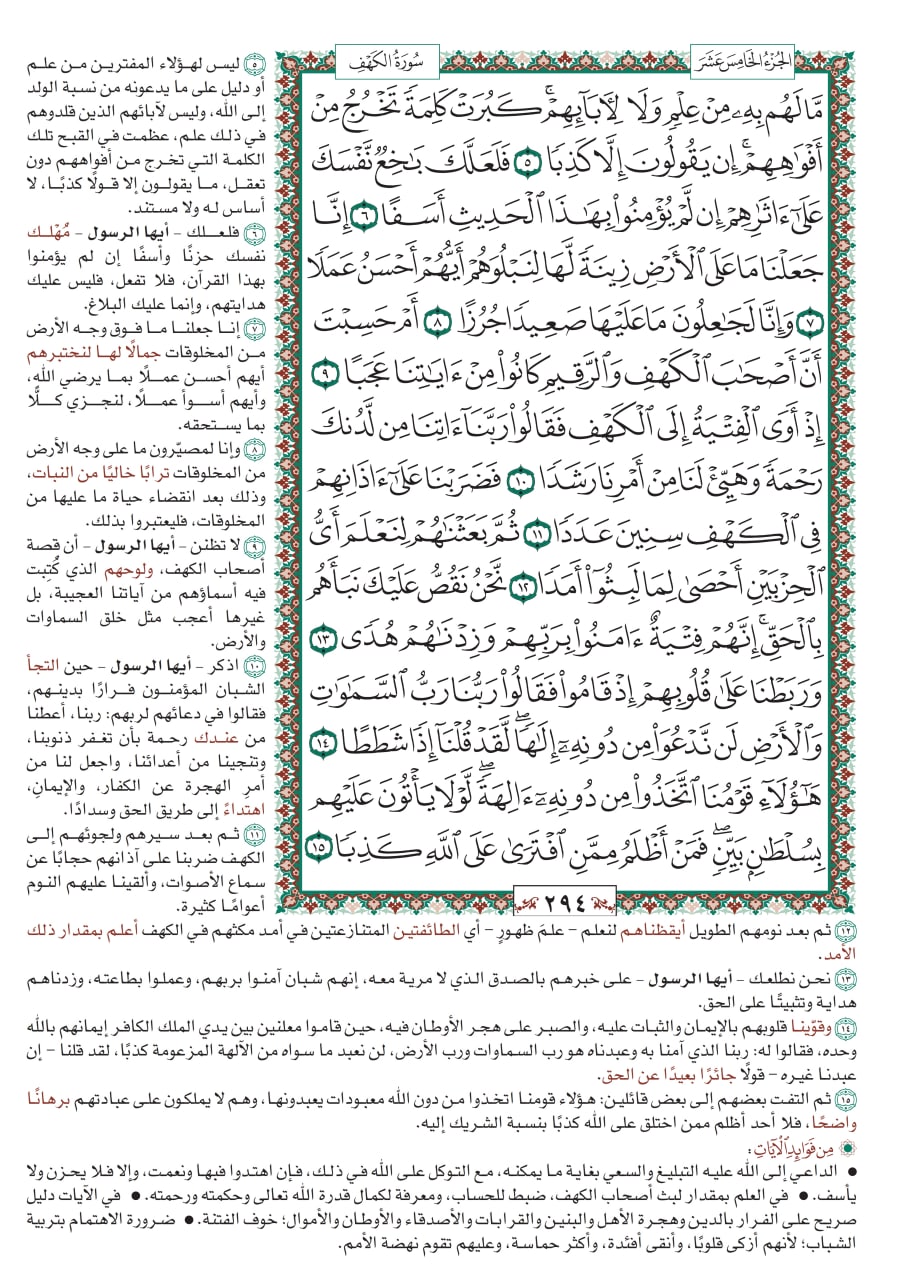 الجُزْءُ الخَامِسَ عَشَرَ
سُورَةُ الكَهْفِ
مَّا لَهُم بِهِۦ مِنْ عِلْمٍ وَلَا لِأٓبَآئِهِمْۚ كَبُرَتْ كَلِمَةً تَخْرُجُ مِنْ
أَفْوَٰهِهِمْۚ إِن يَقُولُونَ إِلَّا كَذِبًا ٥ فَلَعَلَّكَ بَٰخِعٌ نَّفْسَكَ
عَلَىٰٓ ءَاثَٰرِهِمْ إِن لَّمْ يُؤْمِنُوا۟ بِهَٰذَا ٱلْحَدِيثِ أَسَفًا ٦ إِنَّا
جَعَلْنَا مَا عَلَى ٱلْأَرْضِ زِينَةً لَّهَا لِنَبْلُوَهُمْ أَيُّهُمْ أَحْسَنُ عَمَلًا
٧ وَإِنَّا لَجَٰعِلُونَ مَا عَلَيْهَا صَعِيدًا جُرُزًا ٨ أَمْ حَسِبْتَ
أَنَّ أَصْحَٰبَ ٱلْكَهْفِ وَٱلرَّقِيمِ كَانُوا۟ مِنْ ءَايَٰتِنَا عَجَبًا ٩
إِذْ أَوَى ٱلْفِتْيَةُ إِلَى ٱلْكَهْفِ فَقَالُوا۟ رَبَّنَآ ءَاتِنَا مِن لَّدُنكَ
رَحْمَةً وَهَيِّئْ لَنَا مِنْ أَمْرِنَا رَشَدًا ١٠ فَضَرَبْنَا عَلَىٰٓ ءَاذَانِهِمْ
فِى ٱلْكَهْفِ سِنِينَ عَدَدًا ١١ ثُمَّ بَعَثْنَٰهُمْ لِنَعْلَمَ أَىُّ
ٱلْحِزْبَيْنِ أَحْصَىٰ لِمَا لَبِثُوٓا۟ أَمَدًا ١٢ نَّحْنُ نَقُصُّ عَلَيْكَ نَبَأَهُم
بِٱلْحَقِّۚ إِنَّهُمْ فِتْيَةٌ ءَامَنُوا۟ بِرَبِّهِمْ وَزِدْنَٰهُمْ هُدًى ١٣
وَرَبَطْنَا عَلَىٰ قُلُوبِهِمْ إِذْ قَامُوا۟ فَقَالُوا۟ رَبُّنَا رَبُّ ٱلسَّمَٰوَٰتِ
وَٱلْأَرْضِ لَن نَّدْعُوَا۟ مِن دُونِهِۦٓ إِلَٰهًاۖ لَّقَدْ قُلْنَآ إِذًا شَطَطًا ١٤
هَٰٓؤُلَآءِ قَوْمُنَا ٱتَّخَذُوا۟ مِن دُونِهِۦٓ ءَالِهَةًۖ لَّوْلَا يَأْتُونَ عَلَيْهِم
بِسُلْطَٰنٍۭ بَيِّنٍۖ فَمَنْ أَظْلَمُ مِمَّنِ ٱفْتَرَىٰ عَلَى ٱللَّهِ كَذِبًا ١٥
٢٩٤
٥ ليس لهؤلاء المفترين من علم
أو دليل على ما يدعونه من نسبة الولد
إلى الله، وليس لآبائهم الذين قلدوهم
في ذلك علم، عظمت في القبح تلك
الكلمة التي تخرج من أفواههم دون
تعقل، ما يقولون إلا قولًا كذبًا، لا
أساس له ولا مستند.
٦ فلعلك – أيها الرسول – مُهْلك
نفسك حزنًا وأسفًا إن لم يؤمنوا
بهذا القرآن، فلا تفعل، فليس عليك
هدايتهم، وإنما عليك البلاغ.
٧ إنا جعلنا ما فوق وجه الأرض
من المخلوقات جمالًا لها لنختبرهم
أيهم أحسن عملًا بما يرضي الله،
وأيهم أسوأ عملًا، لنجزي كلًّا
بما يستحقه.
٨ وإنا لمصيّرون ما على وجه الأرض
من المخلوقات ترابًا خاليًا من النبات،
وذلك بعد انقضاء حياة ما عليها من
المخلوقات، فليعتبروا بذلك.
٩ لا تظنن – أيها الرسول – أن قصة
أصحاب الكهف، ولوحهم الذي كُتِبت
فيه أسماؤهم من آياتنا العجيبة، بل
غيرها أعجب مثل خلق السماوات
والأرض.
١٠ اذكر – أيها الرسول – حين التجأ
الشبان المؤمنون فرارًا بدينهم،
فقالوا في دعائهم لربهم: ربنا، أعطنا
من عندك رحمة بأن تغفر ذنوبنا،
وتنجينا من أعدائنا، واجعل لنا من
أمرِ الهجرة عن الكفار، والإيمانِ،
اهتداءً إلى طريق الحق وسدادًا.
١١ ثم بعد سيرهم ولجوئهم إلى
الكهف ضربنا على آذانهم حجابًا عن
سماع الأصوات، وألقينا عليهم النوم
أعوامًا كثيرة.
١٢ ثم بعد نومهم الطويل أيقظناهم لنعلم – علمَ ظهورٍ – أي الطائفتين المتنازعتين في أمد مكثهم في الكهف أعلم بمقدار ذلك
الأمد.
١٣ نحن نطلعك – أيها الرسول – على خبرهم بالصدق الذي لا مرية معه، إنهم شبان آمنوا بربهم، وعملوا بطاعته، وزدناهم
هداية وتثبيتًا على الحق.
١٤ وقوّينا قلوبهم بالإيمان والثبات عليه، والصبر على هجر الأوطان فيه، حين قاموا معلنين بين يدي الملك الكافر إيمانهم بالله
وحده، فقالوا له: ربنا الذي آمنا به وعبدناه هو رب السماوات ورب الأرض، لن نعبد ما سواه من الآلهة المزعومة كذبًا، لقد قلنا – إن
عبدنا غيره – قولًا جائرًا بعيدًا عن الحق.
١٥ ثم التفت بعضهم إلى بعض قائلين: هؤلاء قومنا اتخذوا من دون الله معبودات يعبدونها، وهم لا يملكون على عبادتهم برهانًا
واضحًا، فلا أحد أظلم ممن اختلق على الله كذبًا بنسبة الشريك إليه.
مِن فَوَائِدِ الآيَاتِ:
• الداعي إلى الله عليه التبليغ والسعي بغاية ما يمكنه، مع التوكل على الله في ذلك، فإن اهتدوا فبها ونعمت، وإلا فلا يحزن ولا
يأسف. • في العلم بمقدار لبث أصحاب الكهف، ضبط للحساب، ومعرفة لكمال قدرة الله تعالى وحكمته ورحمته. • في الآيات دليل
صريح على الفرار بالدين وهجرة الأهل والبنين والقرابات والأصدقاء والأوطان والأموال؛ خوف الفتنة. • ضرورة الاهتمام بتربية
الشباب؛ لأنهم أزكى قلوبًا، وأنقى أفئدة، وأكثر حماسة، وعليهم تقوم نهضة الأمم.